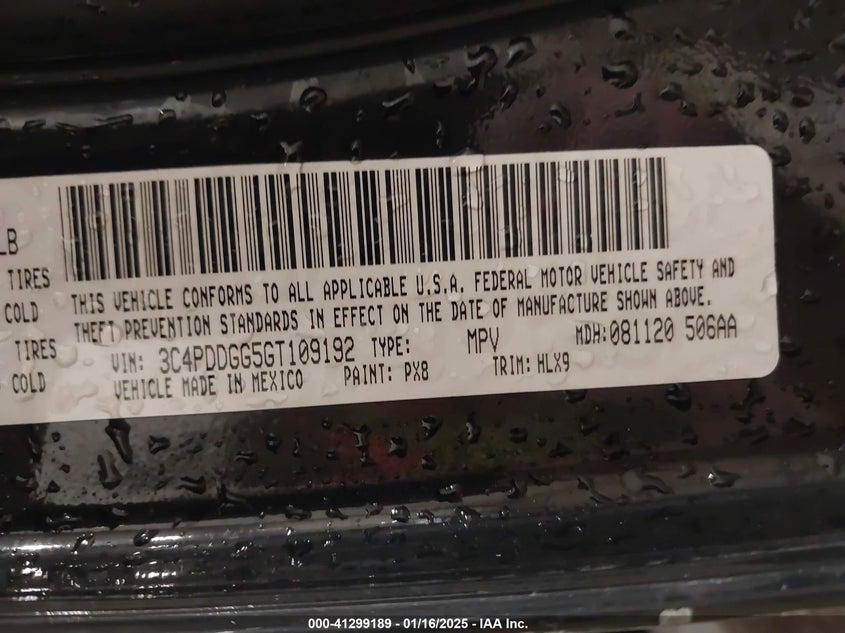 LB
TIRES
COLD
TIRES
COLD
THIS VEHICLE CONFORMS TO ALL APPLICABLE U.S.A. FEDERAL MOTOR VEHICLE SAFETY AND
THEFT PREVENTION STANDARDS IN EFFECT ON THE DATE OF MANUFACTURE SHOWN ABOVE.
VIN: 3C4PDDGG5GT109192 TYPE: MPV MDH:081120 506AA
VEHICLE MADE IN MEXICO PAINT: PX8 TRIM: HLX9
000-41299189 - 01/16/2025 - IAA Inc.